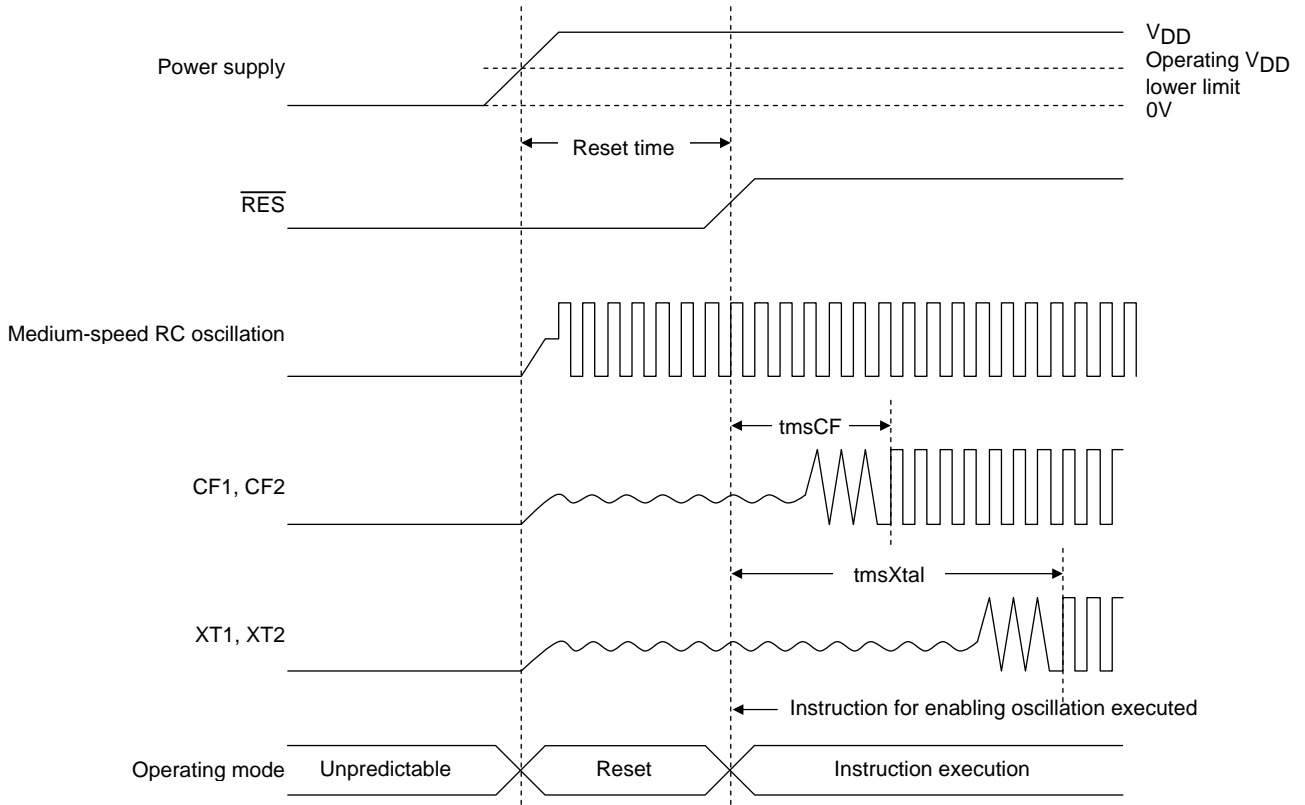 VDD
Power supply
Operating VDD
lower limit
0V
Reset time
RES
Medium-speed RC oscillation
tmsCF
CF1, CF2
tmsXtal
XT1, XT2
Instruction for enabling oscillation executed
Operating mode
Unpredictable
Reset
Instruction execution